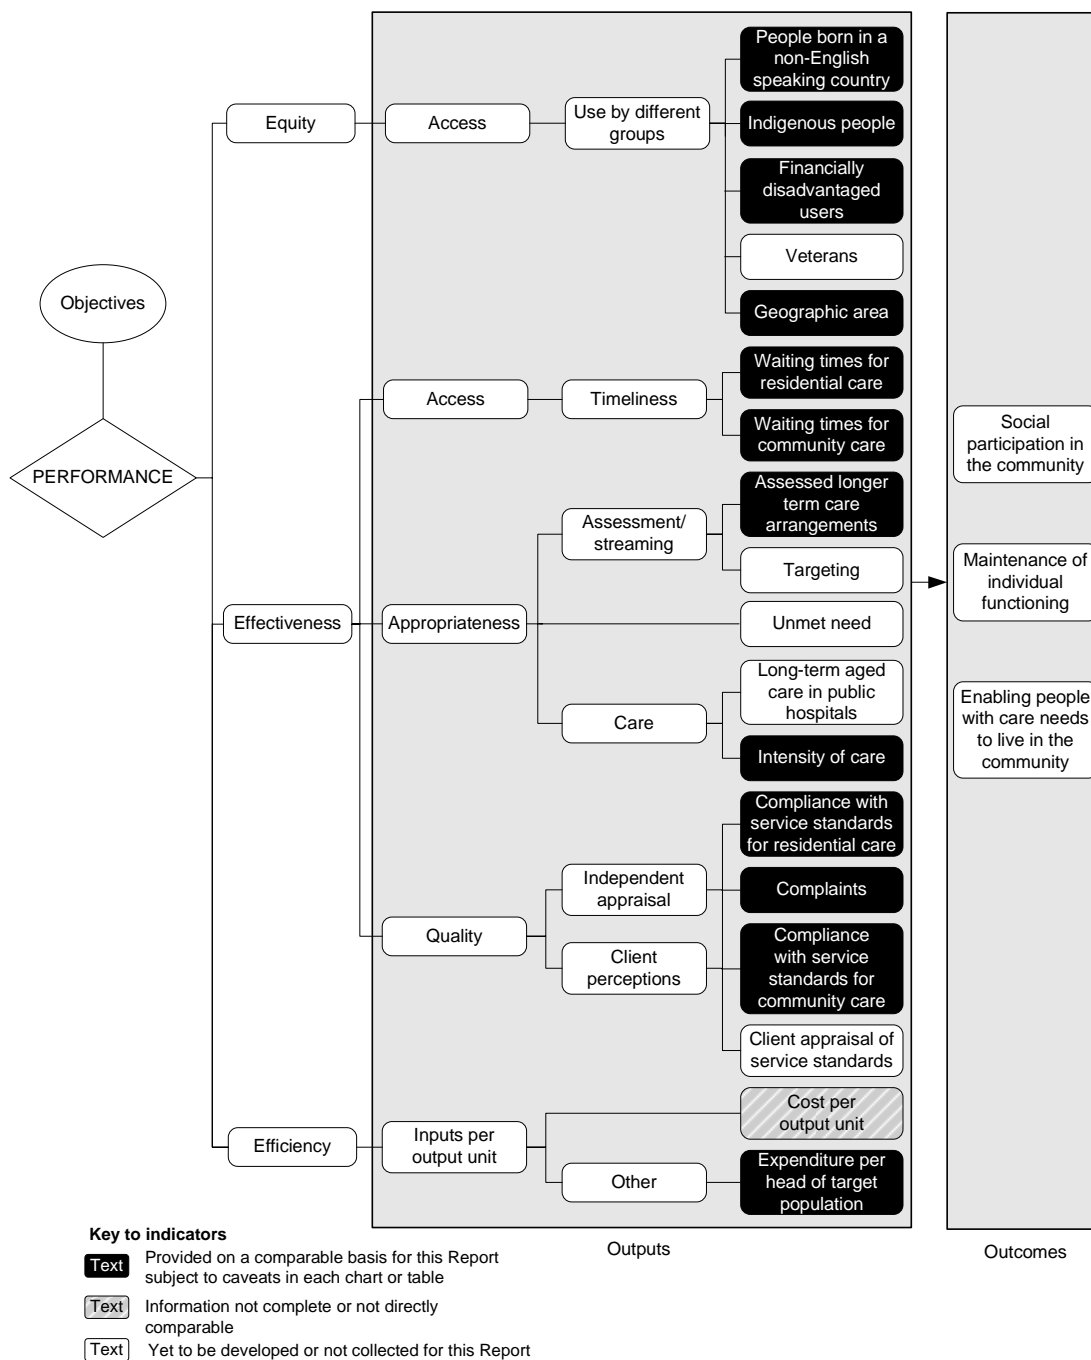 People born in a
non-English
speaking country
Equity
Access
Use by different
groups
Indigenous people
Financially
disadvantaged
users
Veterans
Objectives
Geographic area
Waiting times for
residential care
Access
Timeliness
Waiting times for
community care
Social
participation in
the community
PERFORMANCE
Assessed longer
term care
arrangements
Assessment/
streaming
Targeting
Maintenance of
individual
functioning
Effectiveness
Appropriateness
Unmet need
Long-term aged
care in public
hospitals
Care
Intensity of care
Enabling people
with care needs
to live in the
community
Compliance with
service standards
for residential care
Independent
appraisal
Complaints
Quality
Client
perceptions
Compliance
with service
standards for
community care
Client appraisal of
service standards
Cost per
output unit
Efficiency
Inputs per
output unit
Other
Expenditure per
head of target
population
Key to indicators
Outputs
Outcomes
Text
Provided on a comparable basis for this Report
subject to caveats in each chart or table
Text
Information not complete or not directly
comparable
Text
Yet to be developed or not collected for this Report